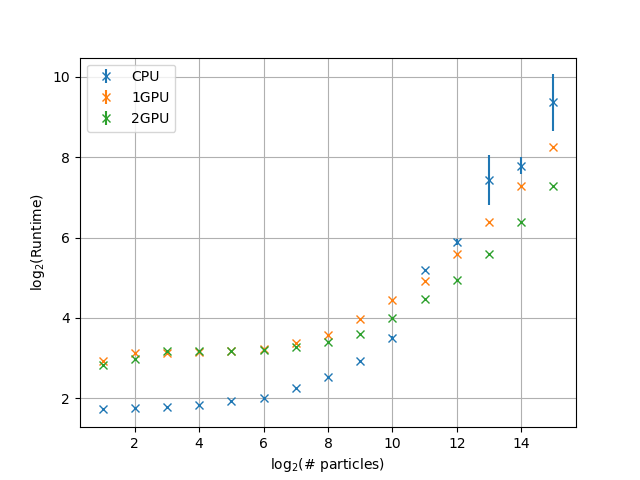 CPU
1GPU
2GPU
10
8
6
4
2
log₂(Runtime)
2 4 6 8 10 12 14
log₂(# particles)